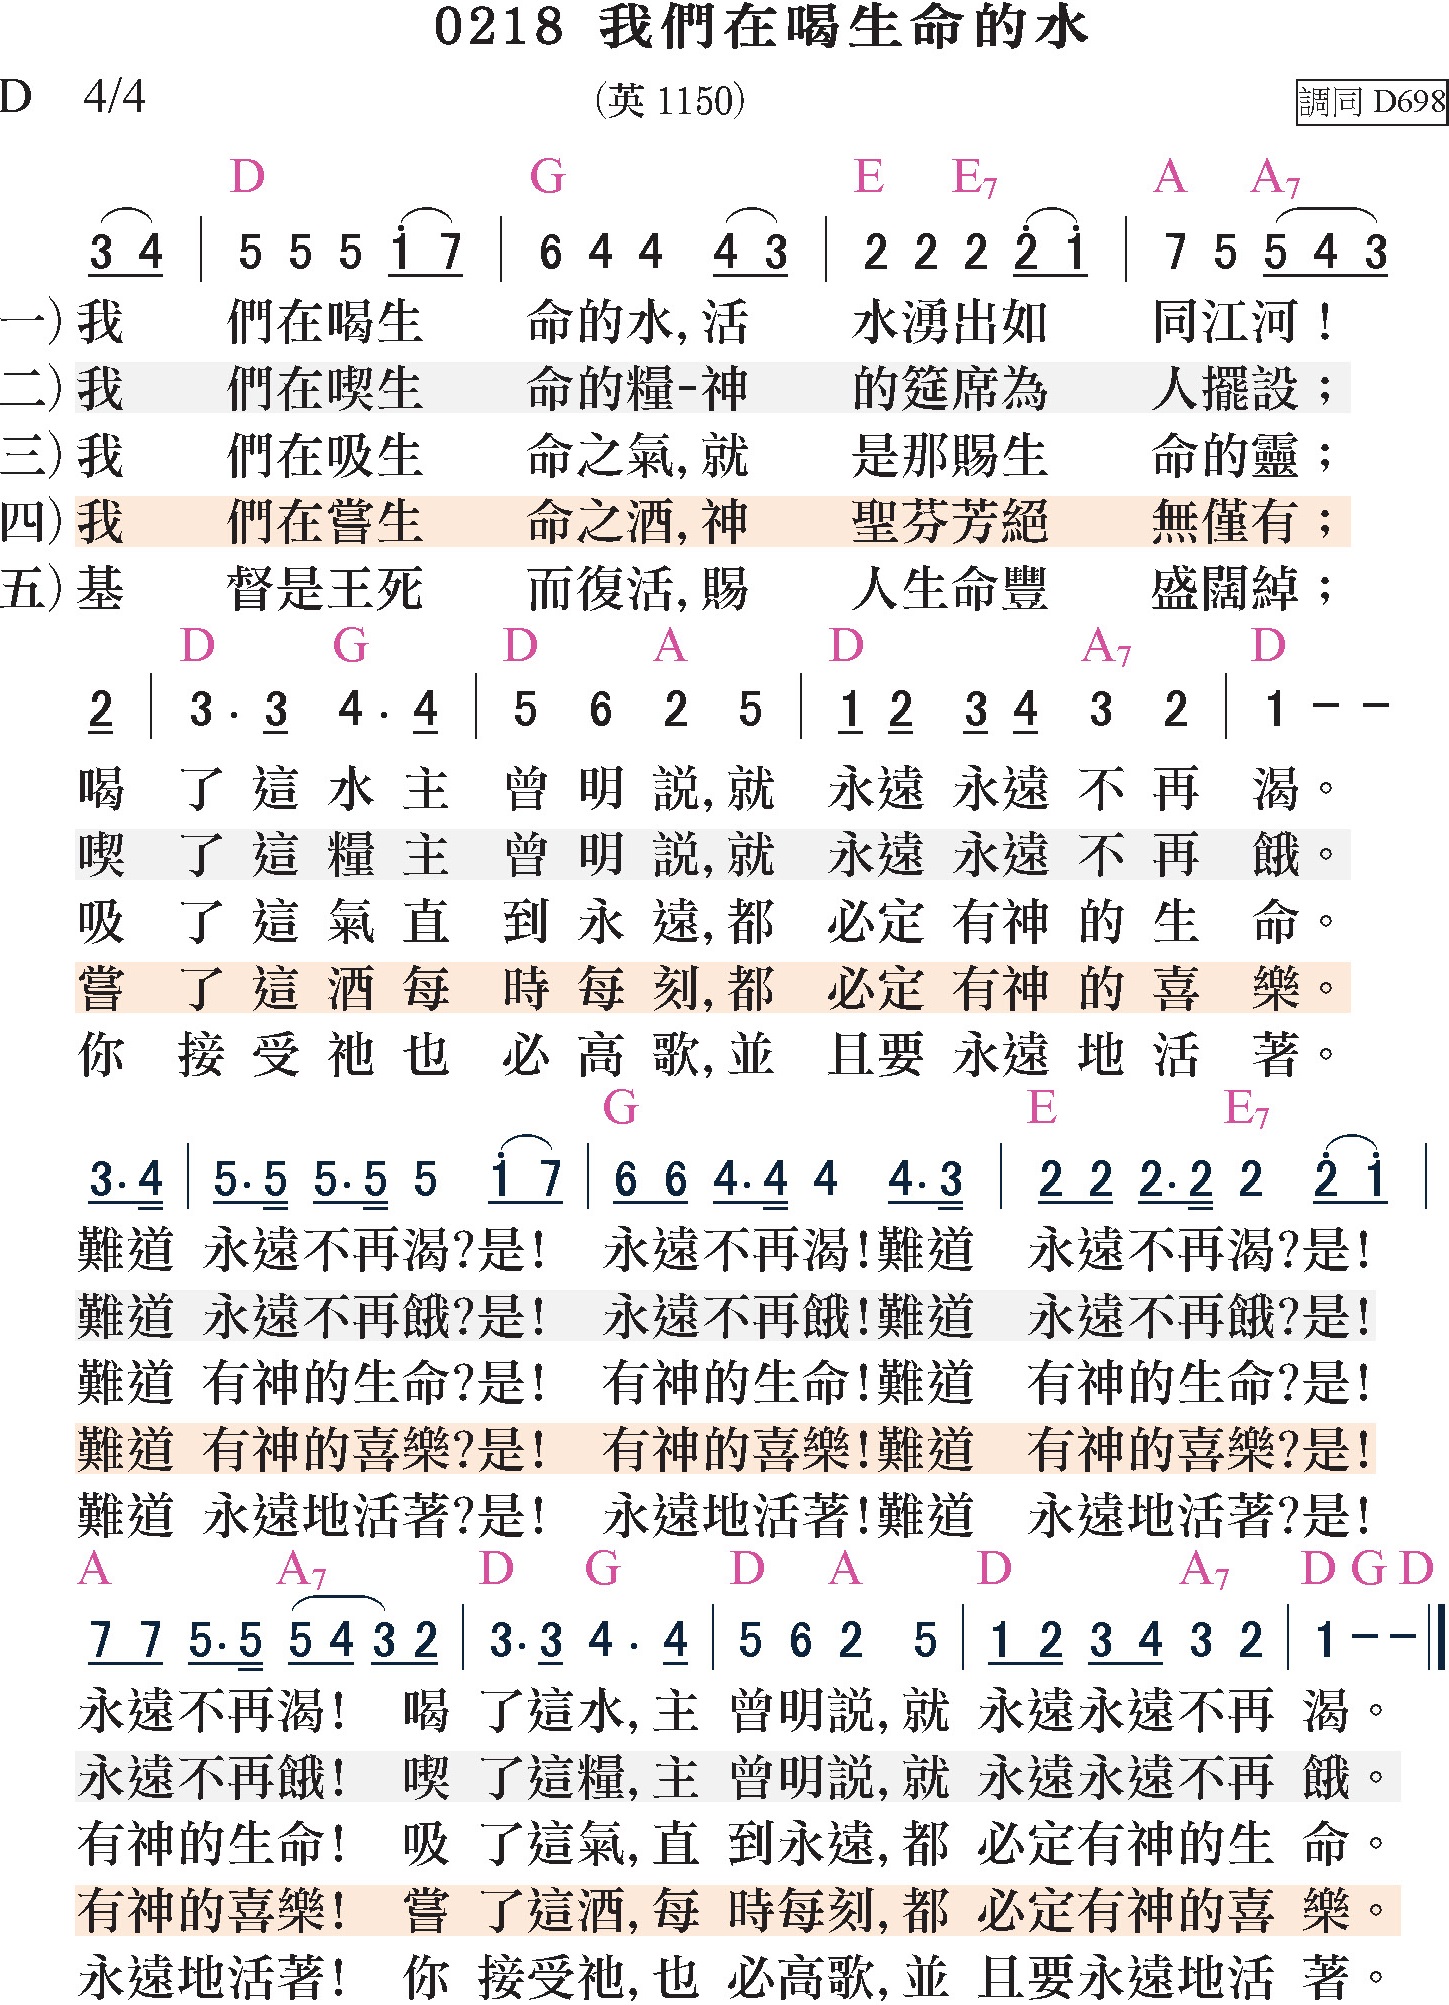 0218 我們在喝生命的水
D 4/4 (英 1150) 調同 D698
D G E E7 A A7
3 4 | 5 5 5 i 7 | 6 4 4 4 3 | 2 2 2 2̇ i | 7 5 5 4 3
一) 我 們在喝生 命的水, 活 水湧出如 同江河!
二) 我 們在喫生 命的糧-神 的筵席為 人擺設;
三) 我 們在吸生 命之氣, 就 是那賜生 命的靈;
四) 我 們在嘗生 命之酒, 神 聖芬芳絕 無僅有;
五) 基 督是王死 而復活, 賜 人生命豐 盛闊綽;
D G D A D A7 D
2 | 3 . 3 4 . 4 | 5 6 2 5 | 1 2 3 4 3 2 | 1 – –
喝 了 這 水 主 曾 明 説, 就 永遠 永遠 不 再 渴。
喫 了 這 糧 主 曾 明 説, 就 永遠 永遠 不 再 餓。
吸 了 這 氣 直 到 永 遠, 都 必定 有神 的 生 命。
嘗 了 這 酒 每 時 每 刻, 都 必定 有神 的 喜 樂。
你 接 受 祂 也 必 高 歌, 並 且要 永遠 地 活 著。
G E E7
3. 4 | 5. 5 5. 5 5 i 7 | 6 6 4. 4 4 4. 3 | 2 2 2. 2 2 2̇ i |
難道 永遠不再渴?是! 永遠不再渴!難道 永遠不再渴?是!
難道 永遠不再餓?是! 永遠不再餓!難道 永遠不再餓?是!
難道 有神的生命?是! 有神的生命!難道 有神的生命?是!
難道 有神的喜樂?是! 有神的喜樂!難道 有神的喜樂?是!
難道 永遠地活著?是! 永遠地活著!難道 永遠地活著?是!
A A7 D G D A D A7 D G D
7 7 5. 5 5 4 3 2 | 3. 3 4 . 4 | 5 6 2 5 | 1 2 3 4 3 2 | 1 – – ‖
永遠不再渴! 喝 了這水, 主 曾明説, 就 永遠永遠不再 渴。
永遠不再餓! 喫 了這糧, 主 曾明説, 就 永遠永遠不再 餓。
有神的生命! 吸 了這氣, 直 到永遠, 都 必定有神的生 命。
有神的喜樂! 嘗 了這酒, 每 時每刻, 都 必定有神的喜 樂。
永遠地活著! 你 接受祂, 也 必高歌, 並 且要永遠地活 著。